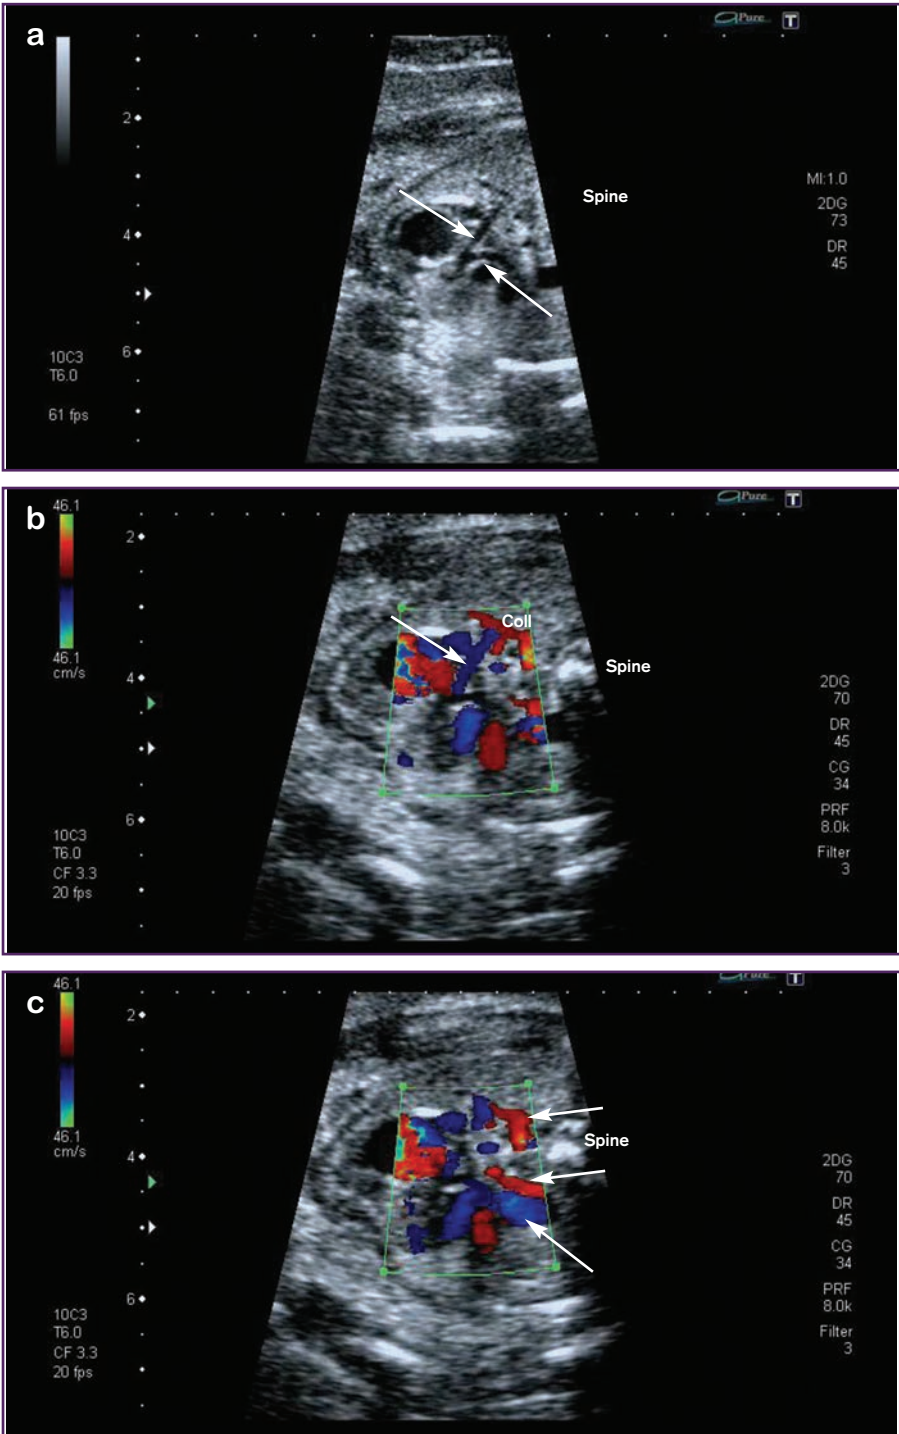 a
Pure
T
2
Spine
MI:1.0
2DG
73
4
DR
45
6
10C3
T6.0
61 fps
b
Pure
T
46.1
2
Coll
46.1
cm/s
4
Spine
2DG
70
DR
45
CG
34
6
PRF
8.0k
10C3
T6.0
CF 3.3
20 fps
Filter
3
c
T
46.1
2
46.1
cm/s
Spine
4
2DG
70
DR
45
CG
34
PRF
8.0k
6
10C3
T6.0
CF 3.3
20 fps
Filter
3